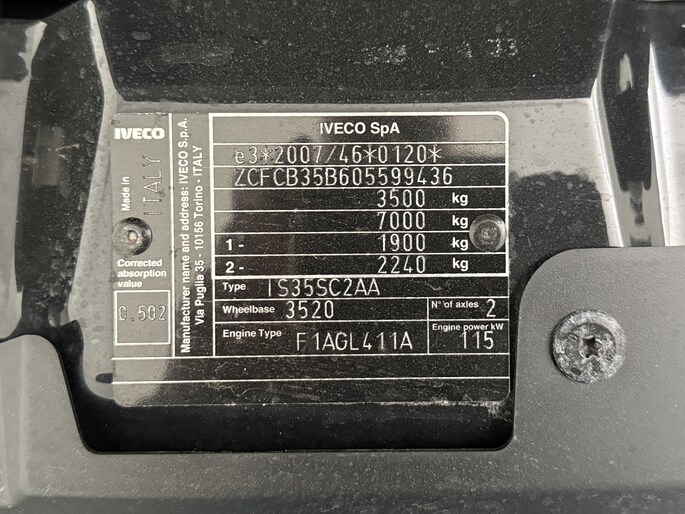 IVECO
Made in
ITALY
Corrected
absorption
value
0.502
Manufacturer name and address: IVECO S.p.A.
Via Puglia 35 - 10156 Torino - ITALY
IVECO SpA
e3*2007/46*0120*
ZCFCB35B605599436
3500 kg
7000 kg
1 - 1900 kg
2 - 2240 kg
Type IS35SC2AA
Wheelbase 3520 N° of axles 2
Engine Type F1AGL411A Engine power kW 115